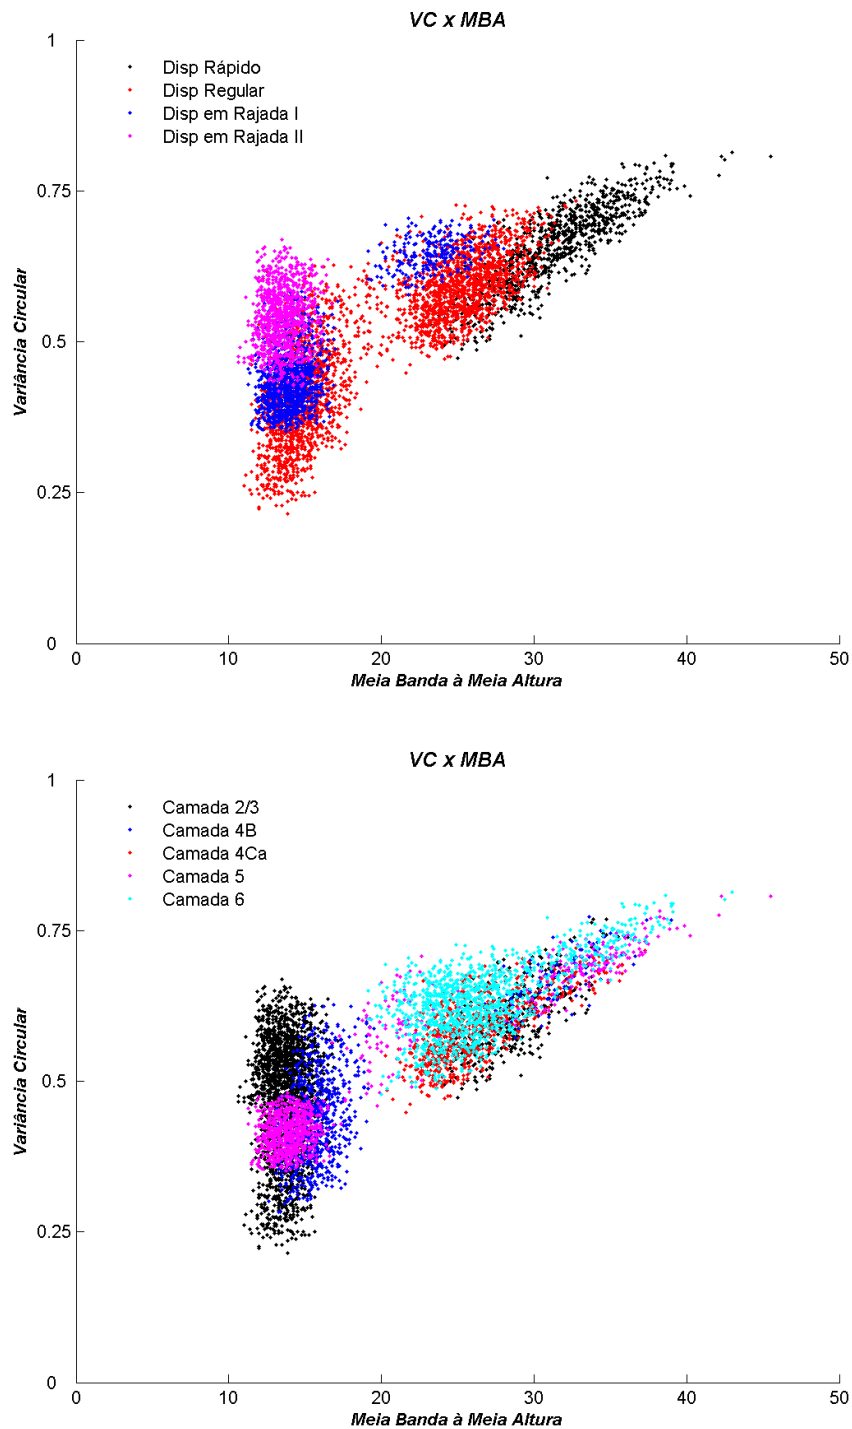 VC x MBA
1
Disp Rápido
Disp Regular
Disp em Rajada I
Disp em Rajada II
0.75
0.5
0.25
0
Variância Circular
0 10 20 30 40 50
Meia Banda à Meia Altura
VC x MBA
1
Camada 2/3
Camada 4B
Camada 4Ca
Camada 5
Camada 6
0.75
0.5
0.25
0
Variância Circular
0 10 20 30 40 50
Meia Banda à Meia Altura